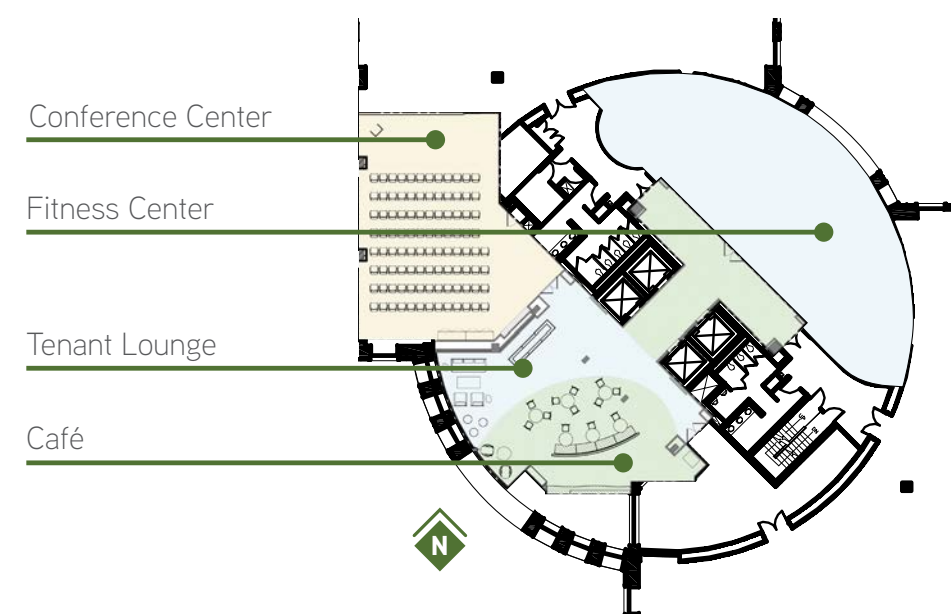 Conference Center
Fitness Center
Tenant Lounge
Café
N